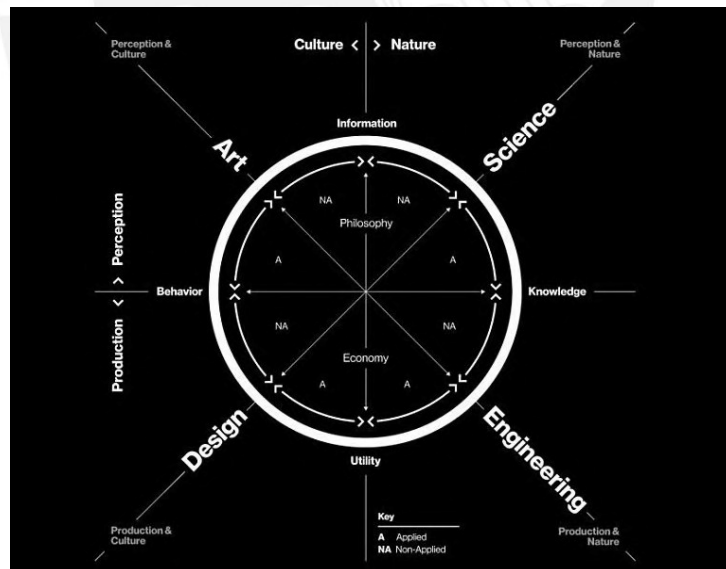 Perception &
Culture
Culture < > Nature
Perception &
Nature
Information
Art
Science
NA
NA
Philosophy
Perception
A
A
Behavior
Knowledge
Production
NA
NA
Economy
A
A
Design
Engineering
Utility
Key
A Applied
NA Non-Applied
Production &
Culture
Production &
Nature